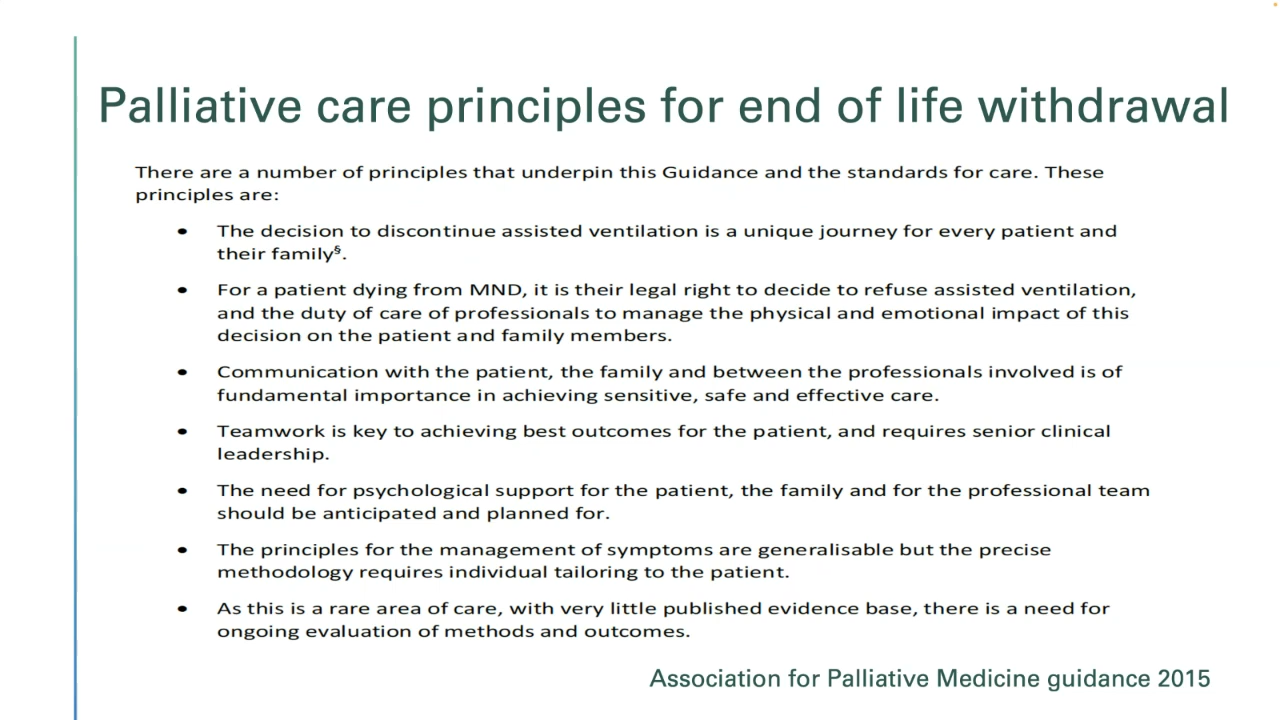 Palliative care principles for end of life withdrawal
There are a number of principles that underpin this Guidance and the standards for care. These
principles are:
• The decision to discontinue assisted ventilation is a unique journey for every patient and
their family§.
• For a patient dying from MND, it is their legal right to decide to refuse assisted ventilation,
and the duty of care of professionals to manage the physical and emotional impact of this
decision on the patient and family members.
• Communication with the patient, the family and between the professionals involved is of
fundamental importance in achieving sensitive, safe and effective care.
• Teamwork is key to achieving best outcomes for the patient, and requires senior clinical
leadership.
• The need for psychological support for the patient, the family and for the professional team
should be anticipated and planned for.
• The principles for the management of symptoms are generalisable but the precise
methodology requires individual tailoring to the patient.
• As this is a rare area of care, with very little published evidence base, there is a need for
ongoing evaluation of methods and outcomes.
Association for Palliative Medicine guidance 2015